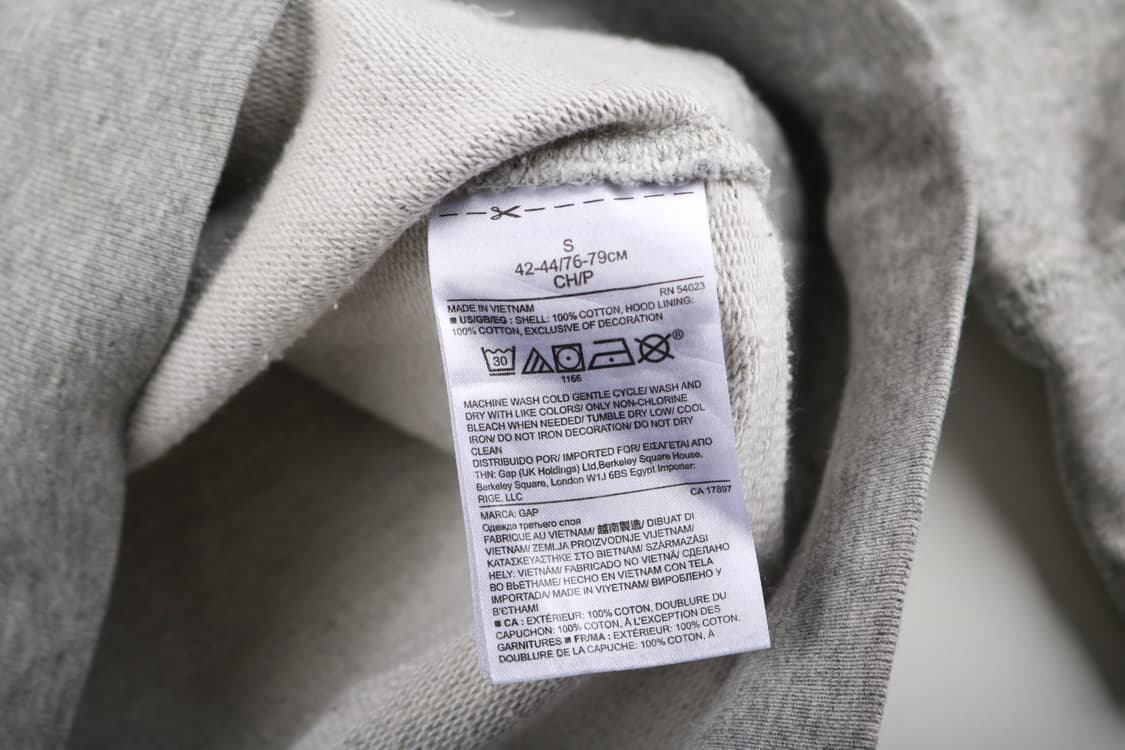 S
42-44/76-79СМ
CH/P
RN 54023
MADE IN VIETNAM
US/GB/EG : SHELL: 100% COTTON, HOOD LINING:
100% COTTON, EXCLUSIVE OF DECORATION
30
®
1166
MACHINE WASH COLD GENTLE CYCLE/ WASH AND
DRY WITH LIKE COLORS/ ONLY NON-CHLORINE
BLEACH WHEN NEEDED/ TUMBLE DRY LOW/ COOL
IRON/ DO NOT IRON DECORATION/ DO NOT DRY
CLEAN
DISTRIBUIDO POR/ IMPORTED FOR/ ΕΙΣΑΓΕΤΑΙ ΑΠΟ
ΤΗΝ: Gap (UK Holdings) Ltd,Berkeley Square House,
Berkeley Square, London W1J 6BS Egypt Importer:
RIGE, LLC
CA 17897
MARCA: GAP
Одежда третьего слоя
FABRIQUE AU VIETNAM/ 越南製造/ DIBUAT DI
VIETNAM/ ZEMLJA PROIZVODNJE VIJETNAM/
ΚΑΤΑΣΚΕΥΑΣΤΗΚΕ ΣΤΟ ΒΙΕΤΝΑΜ/ SZÁRMAZÁSI
HELY: VIETNÁM/ FABRICADO NO VIETNÃ/ СДЕЛАНО
ВО ВЬЕТНАМЕ/ HECHO EN VIETNAM CON TELA
IMPORTADA/ MADE IN VIYETNAM/ ВИРОБЛЕНО У
В'ЄТНАМІ
CA : EXTÉRIEUR: 100% COTON, DOUBLURE DU
CAPUCHON: 100% COTON, À L'EXCEPTION DES
GARNITURES FR/MA : EXTÉRIEUR: 100% COTON,
DOUBLURE DE LA CAPUCHE: 100% COTON, À